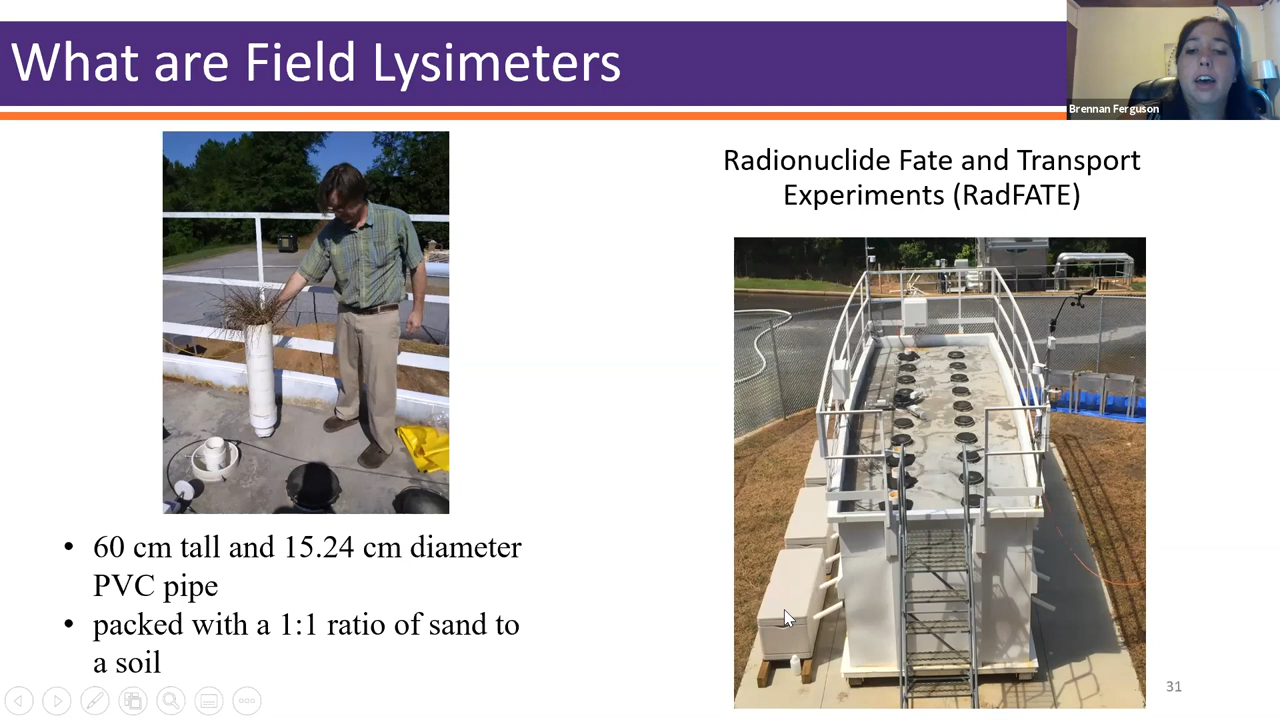 What are Field Lysimeters
Brennan Ferguson
Radionuclide Fate and Transport
Experiments (RadFATE)
• 60 cm tall and 15.24 cm diameter
PVC pipe
• packed with a 1:1 ratio of sand to
a soil
31